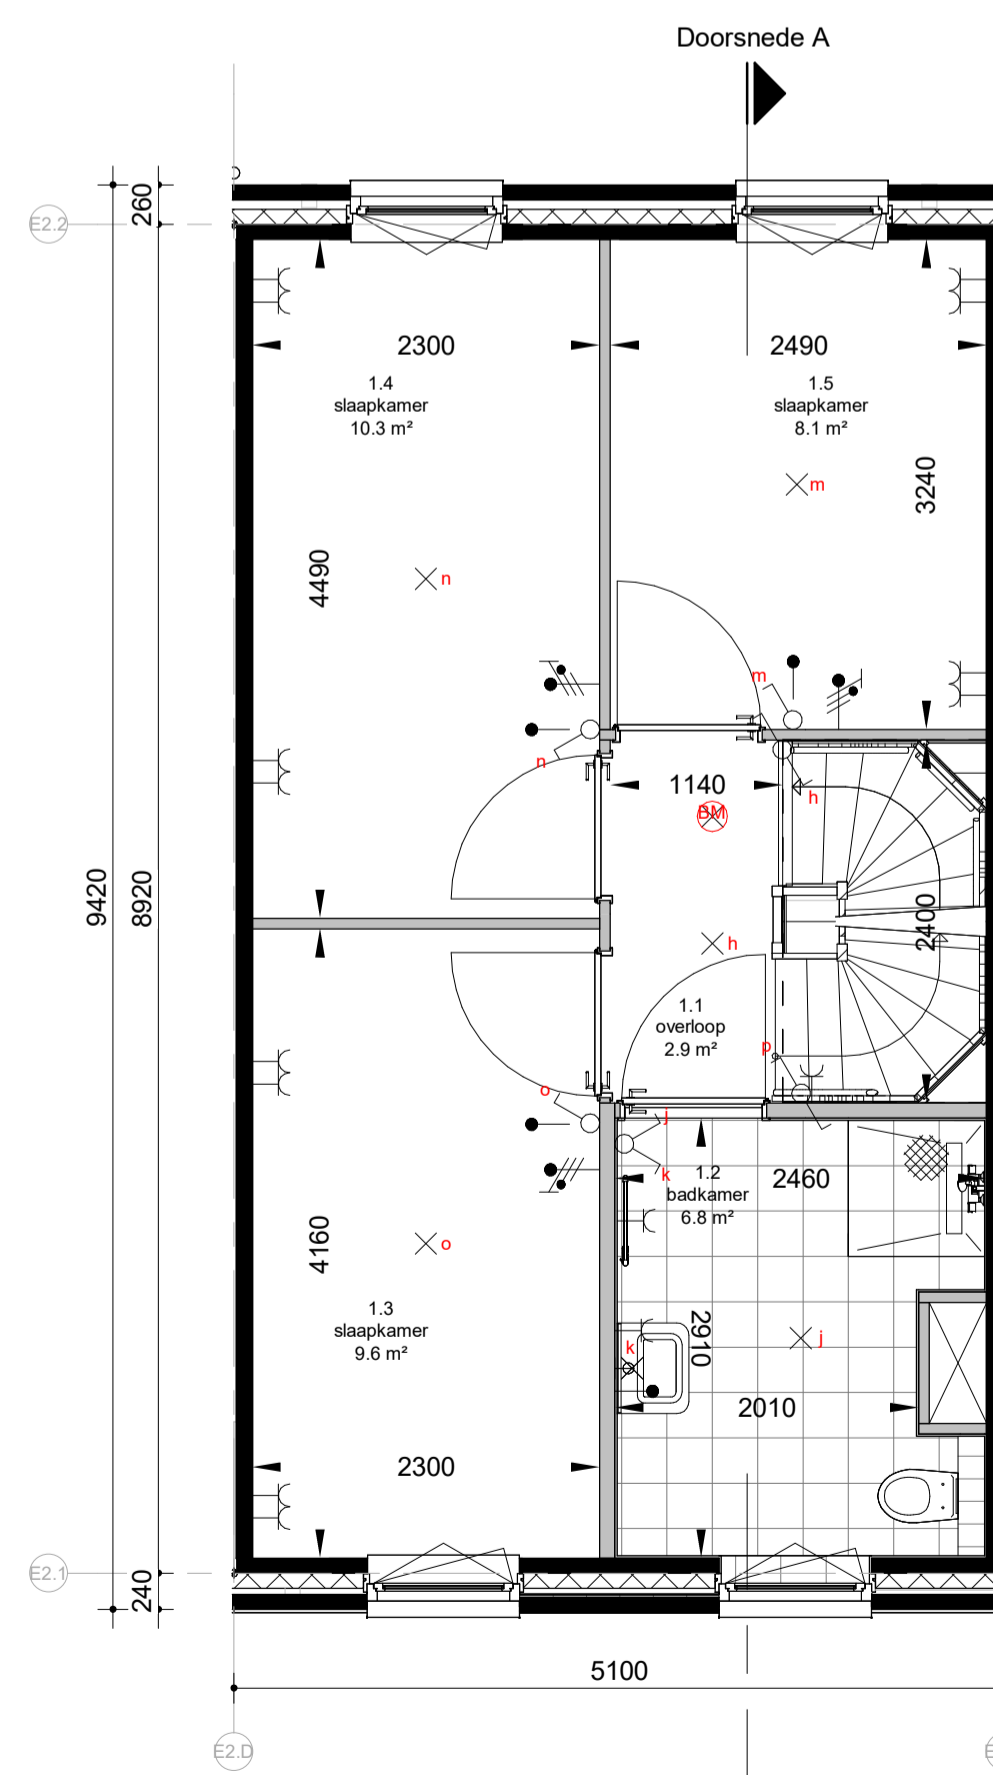 Doorsnede A
260
E2.2
2300
2490
1.4
slaapkamer
10.3 m²
1.5
slaapkamer
8.1 m²
3240
m
4490
n
m
n
1140
h
BM
9420
8920
2400
h
1.1
overloop
2.9 m²
p
o
j
k
1.2
badkamer
6.8 m²
2460
4160
o
1.3
slaapkamer
9.6 m²
2910
j
k
2010
2300
E2.1
240
5100
E2.D
E